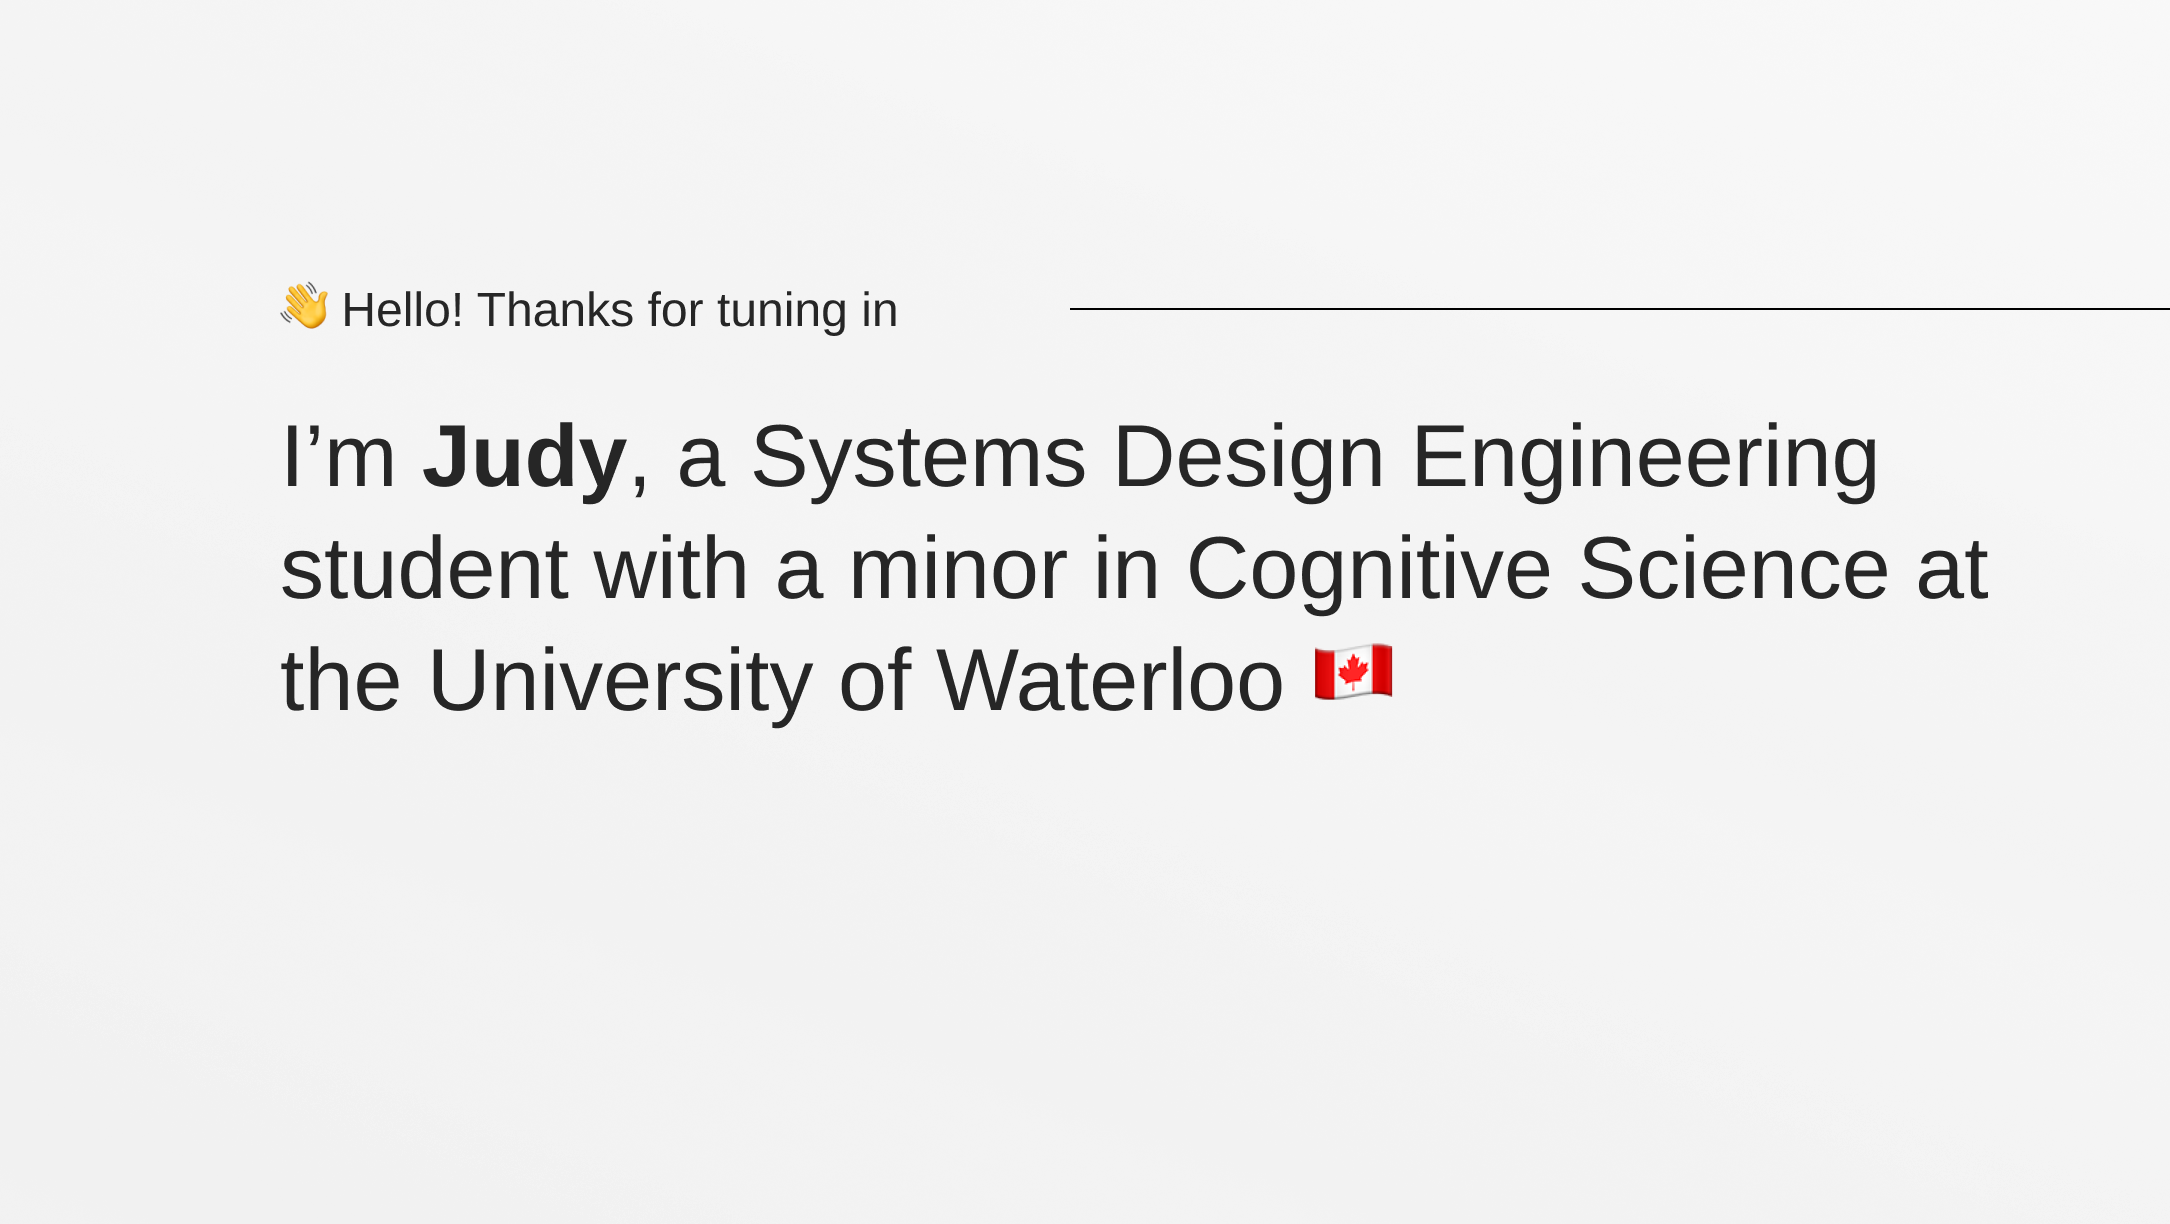 👋 Hello! Thanks for tuning in
I’m Judy, a Systems Design Engineering
student with a minor in Cognitive Science at
the University of Waterloo 🇨🇦